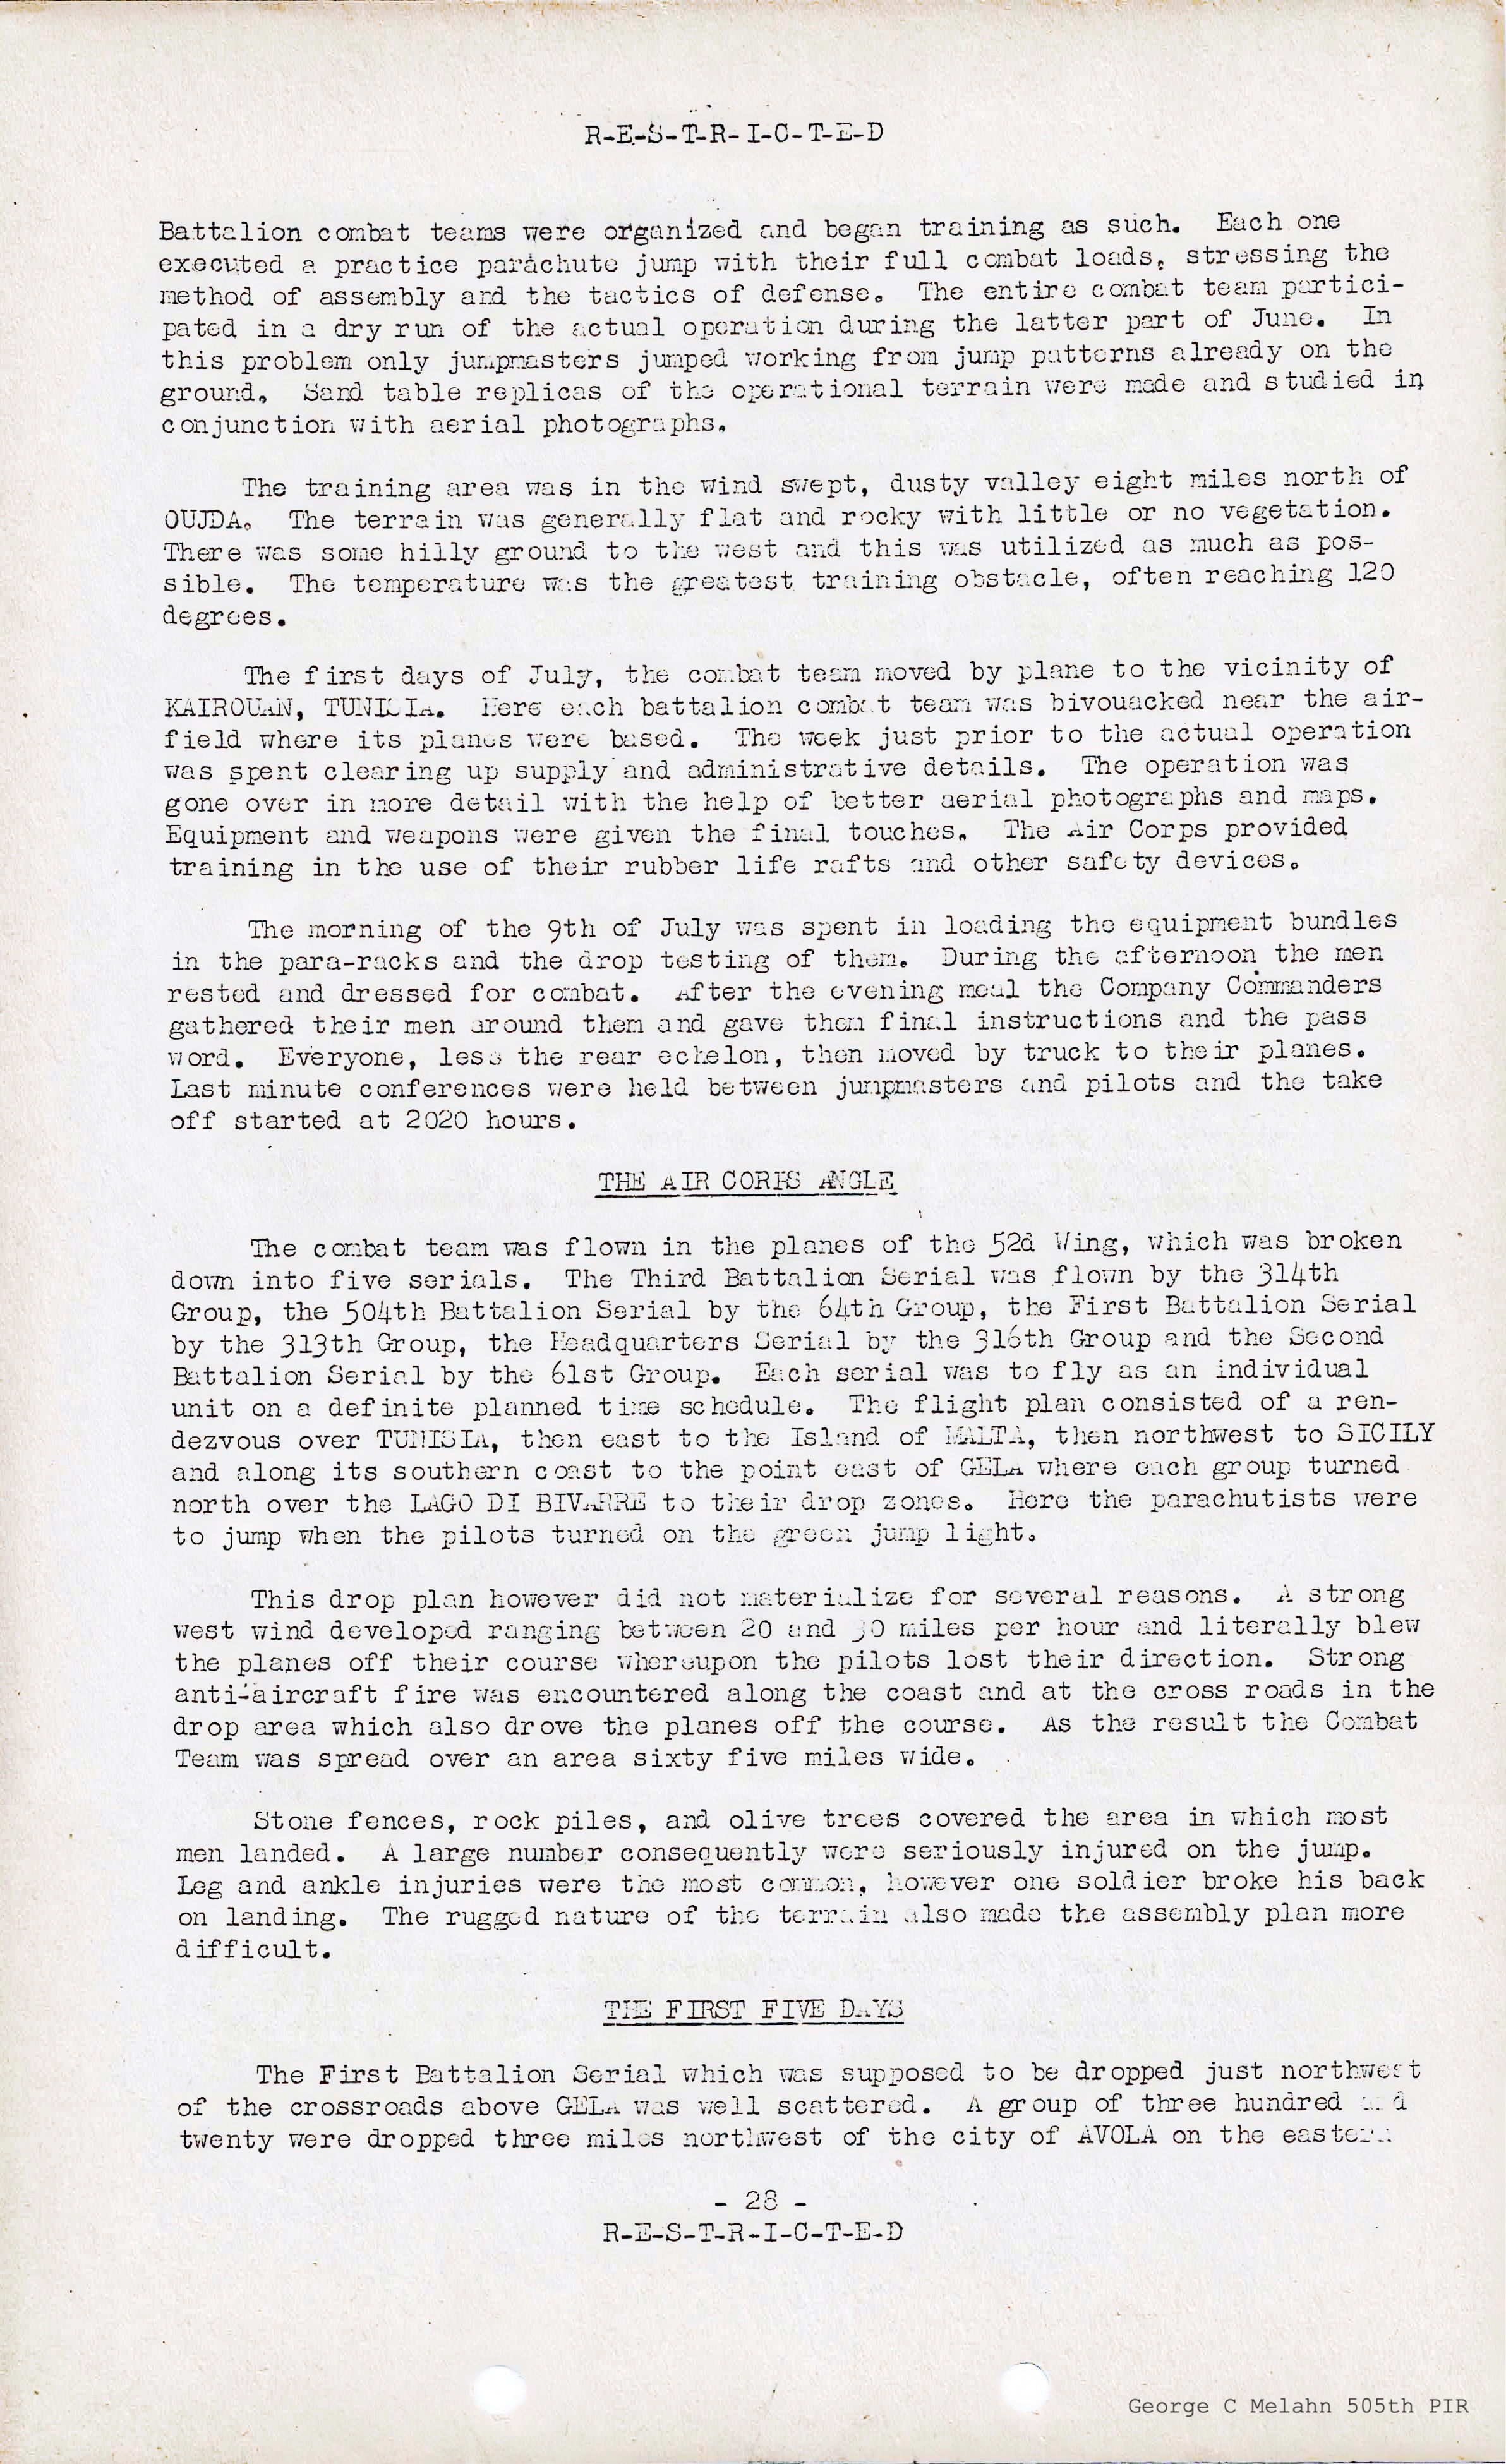 R-E-S-T-R-I-C-T-E-D
Battalion combat teams were organized and began training as such. Each one
executed a practice parachute jump with their full combat loads, stressing the
method of assembly and the tactics of defense. The entire combat team partici-
pated in a dry run of the actual operation during the latter part of June. In
this problem only jumpmasters jumped working from jump patterns already on the
ground. Sand table replicas of the operational terrain were made and studied in
conjunction with aerial photographs.
The training area was in the wind swept, dusty valley eight miles north of
OUJDA. The terrain was generally flat and rocky with little or no vegetation.
There was some hilly ground to the west and this was utilized as much as pos-
sible. The temperature was the greatest training obstacle, often reaching 120
degrees.
The first days of July, the combat team moved by plane to the vicinity of
KAIROUAN, TUNISIA. Here each battalion combat team was bivouacked near the air-
field where its planes were based. The week just prior to the actual operation
was spent clearing up supply and administrative details. The operation was
gone over in more detail with the help of better aerial photographs and maps.
Equipment and weapons were given the final touches. The Air Corps provided
training in the use of their rubber life rafts and other safety devices.
The morning of the 9th of July was spent in loading the equipment bundles
in the para-racks and the drop testing of them. During the afternoon the men
rested and dressed for combat. After the evening meal the Company Commanders
gathered their men around them and gave them final instructions and the pass
word. Everyone, less the rear echelon, then moved by truck to their planes.
Last minute conferences were held between jumpmasters and pilots and the take
off started at 2020 hours.
THE AIR CORPS ANGLE
The combat team was flown in the planes of the 52d Wing, which was broken
down into five serials. The Third Battalion Serial was flown by the 314th
Group, the 504th Battalion Serial by the 64th Group, the First Battalion Serial
by the 313th Group, the Headquarters Serial by the 316th Group and the Second
Battalion Serial by the 61st Group. Each serial was to fly as an individual
unit on a definite planned time schedule. The flight plan consisted of a ren-
dezvous over TUNISIA, then east to the Island of MALTA, then northwest to SICILY
and along its southern coast to the point east of GELA where each group turned
north over the LAGO DI BIVARRE to their drop zones. Here the parachutists were
to jump when the pilots turned on the green jump light.
This drop plan however did not materialize for several reasons. A strong
west wind developed ranging between 20 and 30 miles per hour and literally blew
the planes off their course whereupon the pilots lost their direction. Strong
anti-aircraft fire was encountered along the coast and at the cross roads in the
drop area which also drove the planes off the course. As the result the Combat
Team was spread over an area sixty five miles wide.
Stone fences, rock piles, and olive trees covered the area in which most
men landed. A large number consequently were seriously injured on the jump.
Leg and ankle injuries were the most common, however one soldier broke his back
on landing. The rugged nature of the terrain also made the assembly plan more
difficult.
THE FIRST FIVE DAYS
The First Battalion Serial which was supposed to be dropped just northwest
of the crossroads above GELA was well scattered. A group of three hundred and
twenty were dropped three miles northwest of the city of AVOLA on the eastern
- 28 -
R-E-S-T-R-I-C-T-E-D
George C Melahn 505th PIR